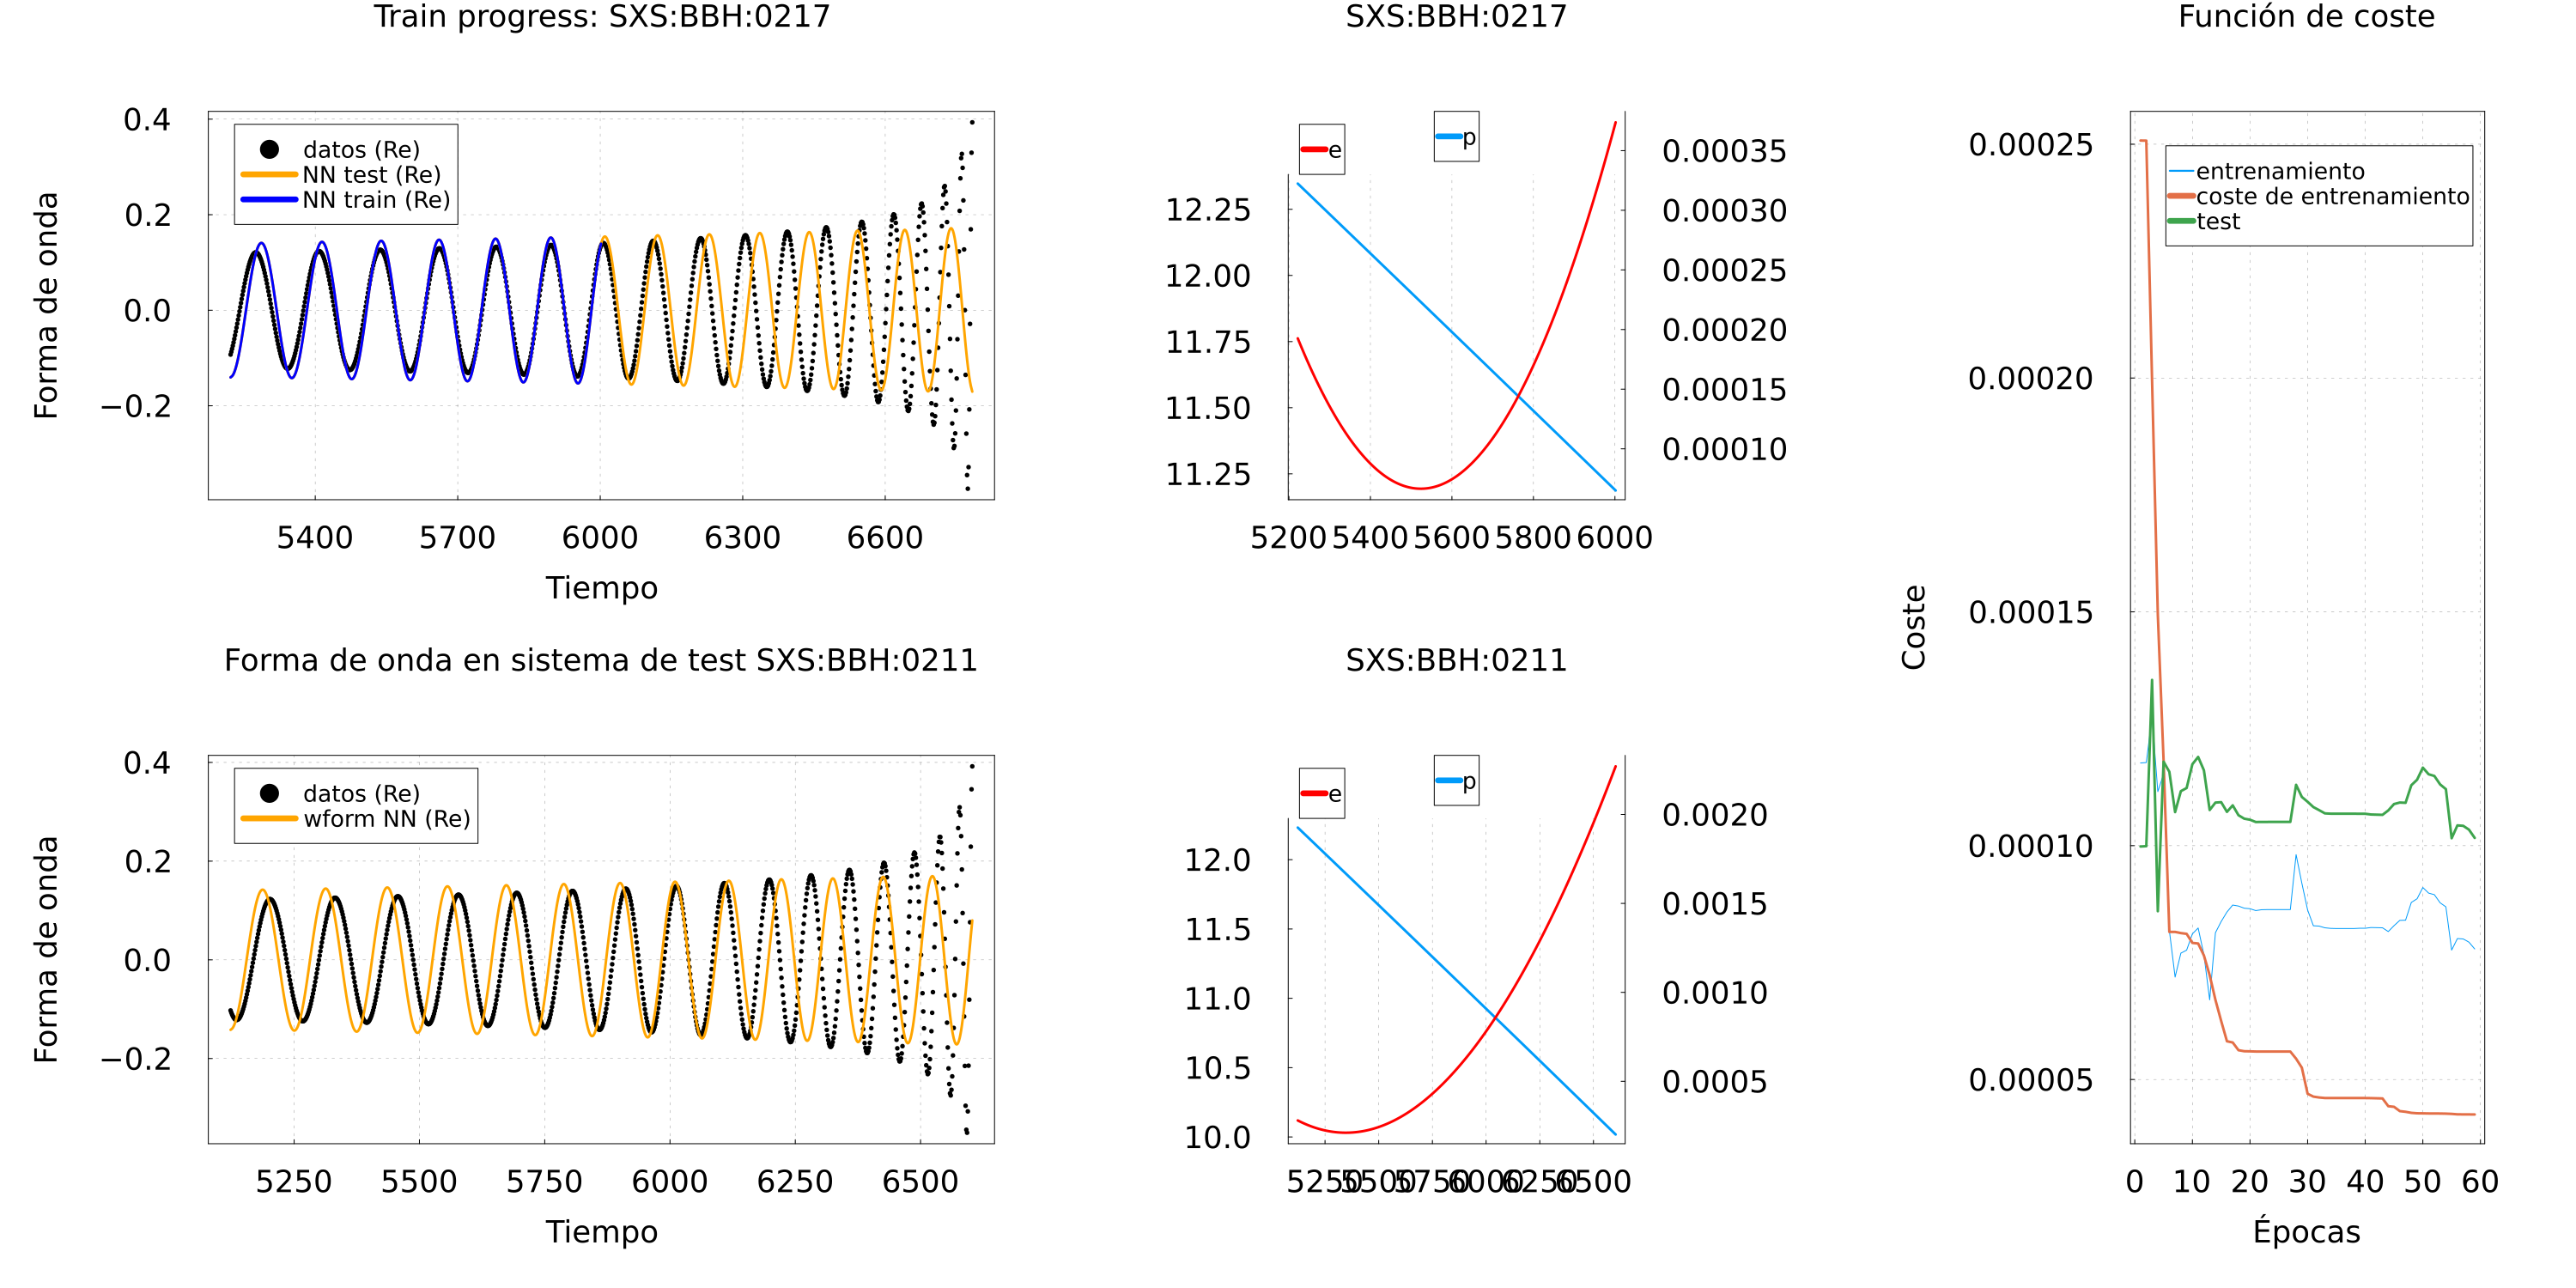 Train progress: SXS:BBH:0217
Forma de onda
0.4
0.2
0.0
−0.2
datos (Re)
NN test (Re)
NN train (Re)
5400 5700 6000 6300 6600
Tiempo
SXS:BBH:0217
e
p
12.25
12.00
11.75
11.50
11.25
0.00035
0.00030
0.00025
0.00020
0.00015
0.00010
5200 5400 5600 5800 6000
Forma de onda en sistema de test SXS:BBH:0211
Forma de onda
0.4
0.2
0.0
−0.2
datos (Re)
wform NN (Re)
5250 5500 5750 6000 6250 6500
Tiempo
SXS:BBH:0211
e
p
12.0
11.5
11.0
10.5
10.0
0.0020
0.0015
0.0010
0.0005
5250 5500 5750 6000 6250 6500
Función de coste
Coste
0.00025
0.00020
0.00015
0.00010
0.00005
entrenamiento
coste de entrenamiento
test
0 10 20 30 40 50 60
Épocas